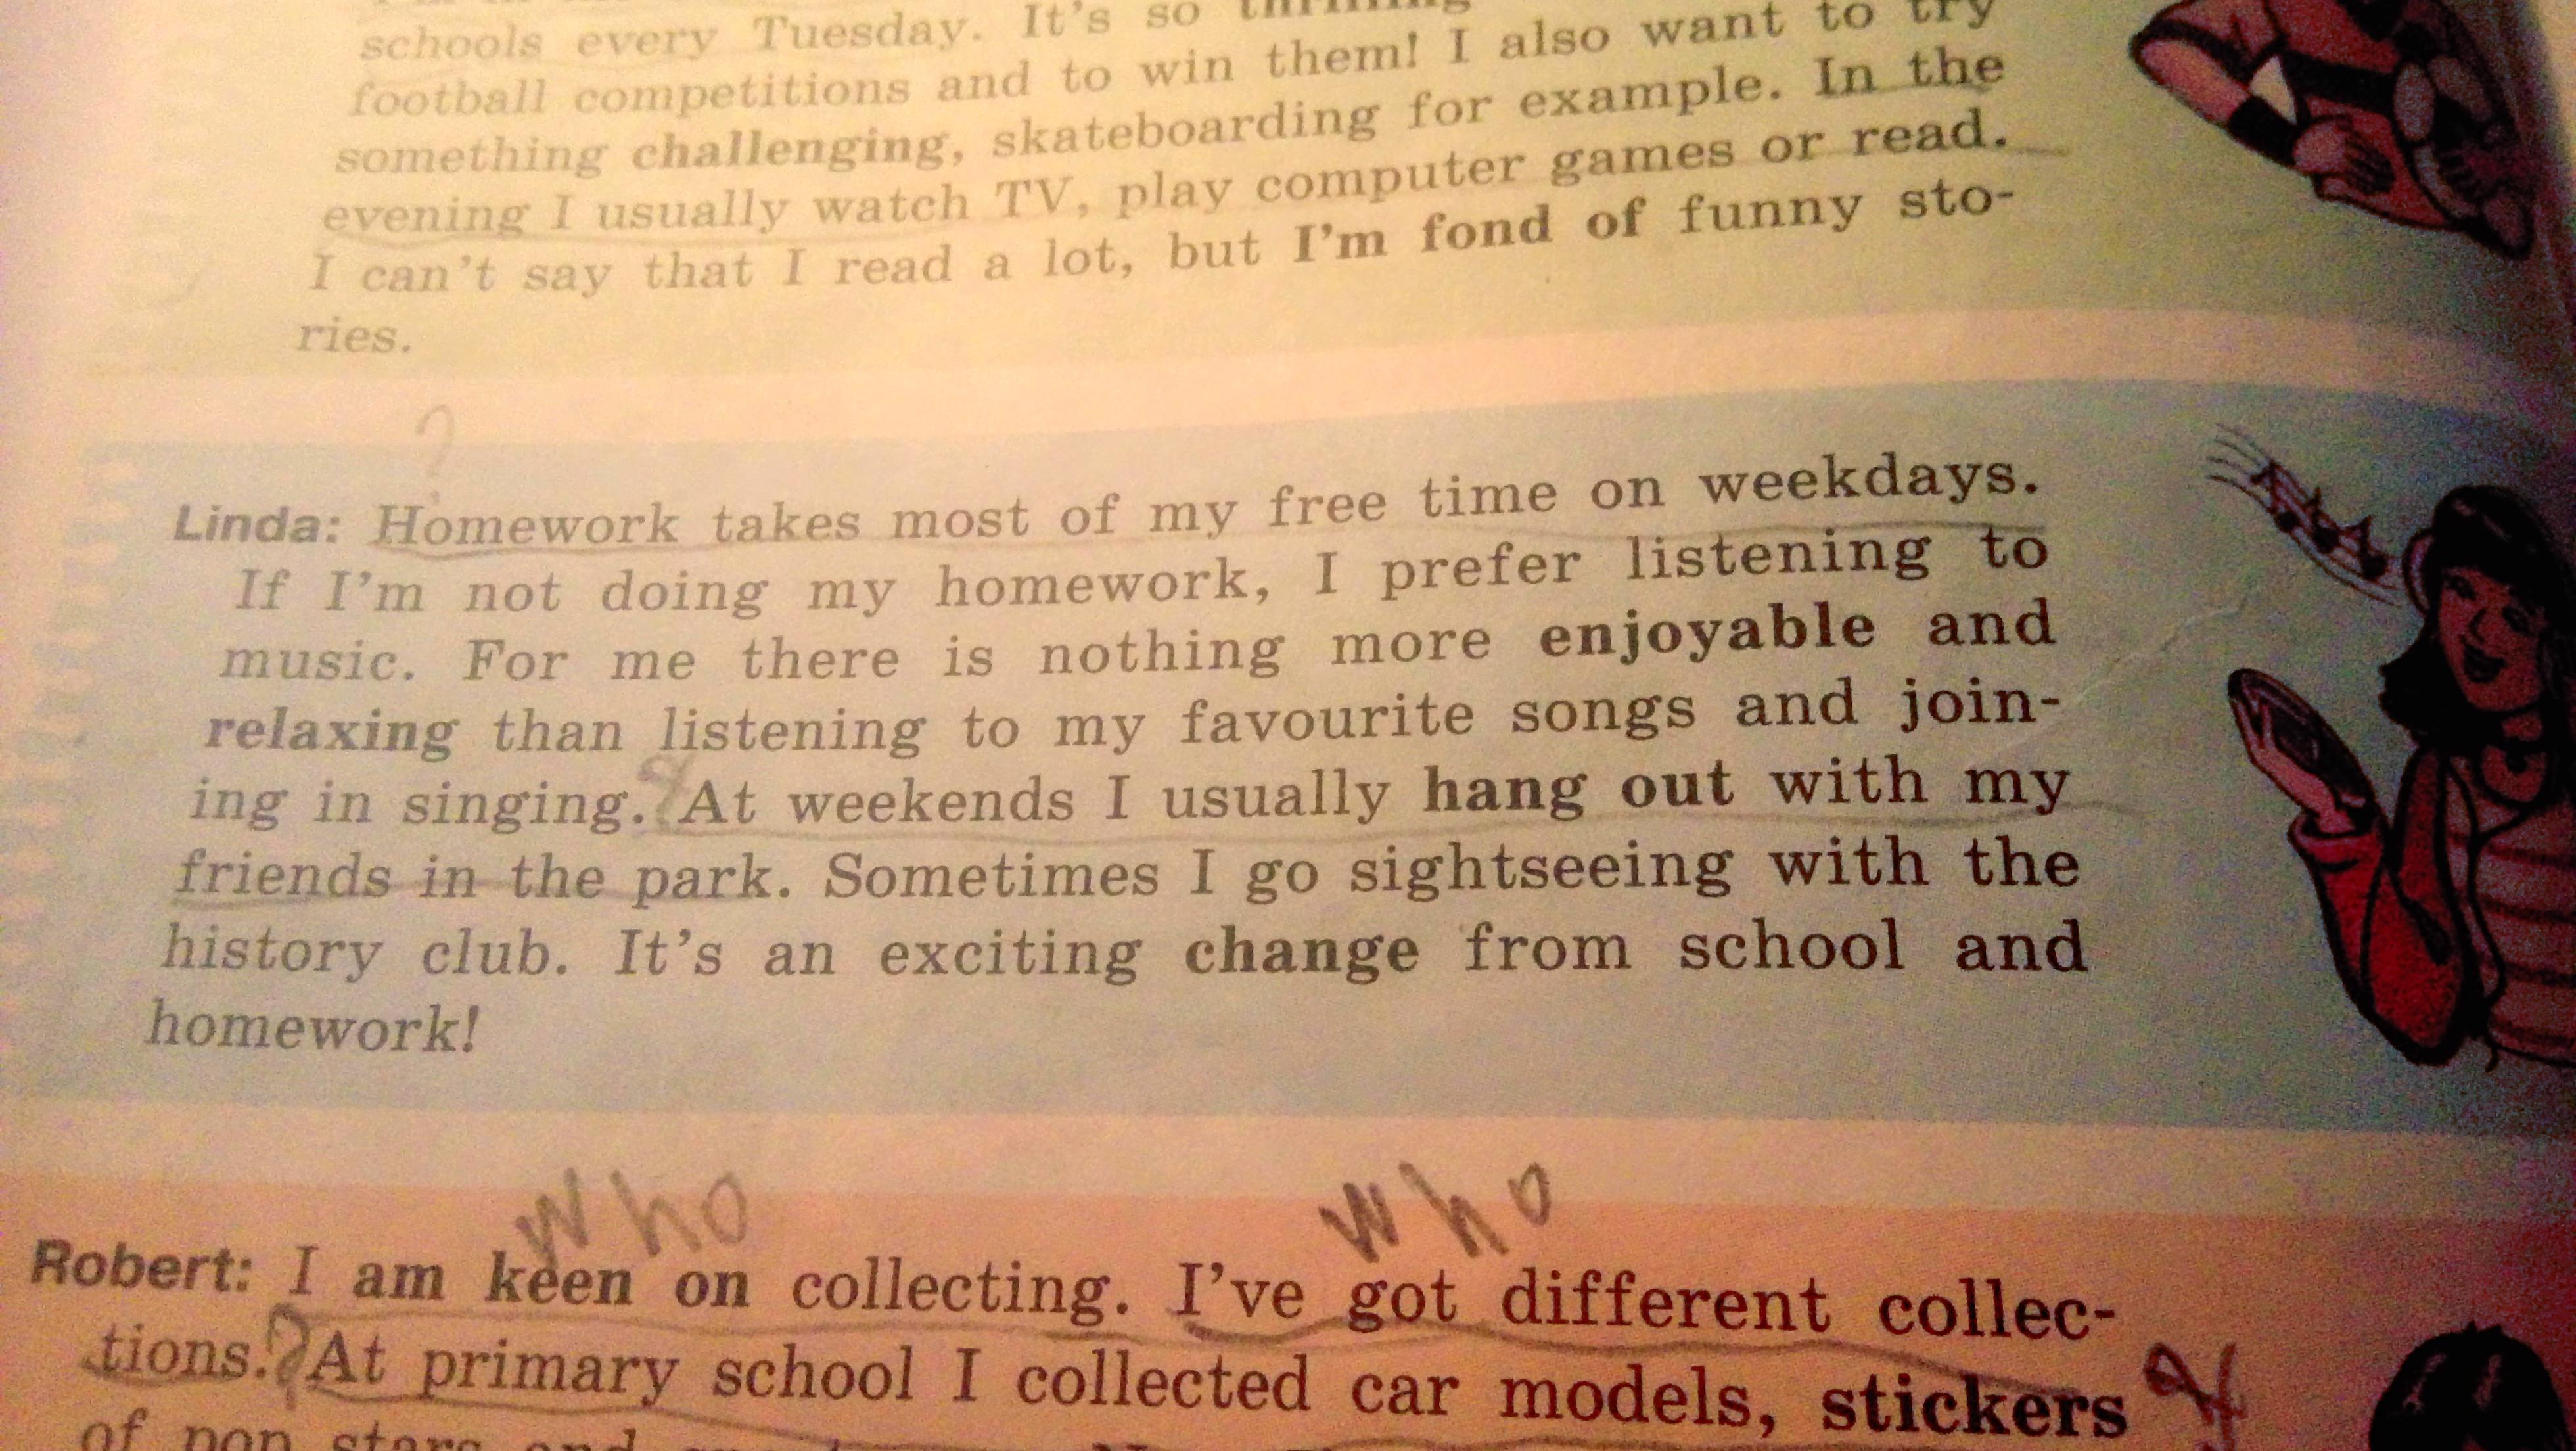 schools every Tuesday. It's so
football competitions and to win them! I also want to try
something challenging, skateboarding for example. In the
evening I usually watch TV, play computer games or read.
I can't say that I read a lot, but I'm fond of funny sto-
ries.
?
Linda: Homework takes most of my free time on weekdays.
If I'm not doing my homework, I prefer listening to
music. For me there is nothing more enjoyable and
relaxing than listening to my favourite songs and join-
ing in singing. ? At weekends I usually hang out with my
friends in the park. Sometimes I go sightseeing with the
history club. It's an exciting change from school and
homework!
who who
Robert: I am keen on collecting. I've got different collec-
tions. ? At primary school I collected car models, stickers
of pop stars and